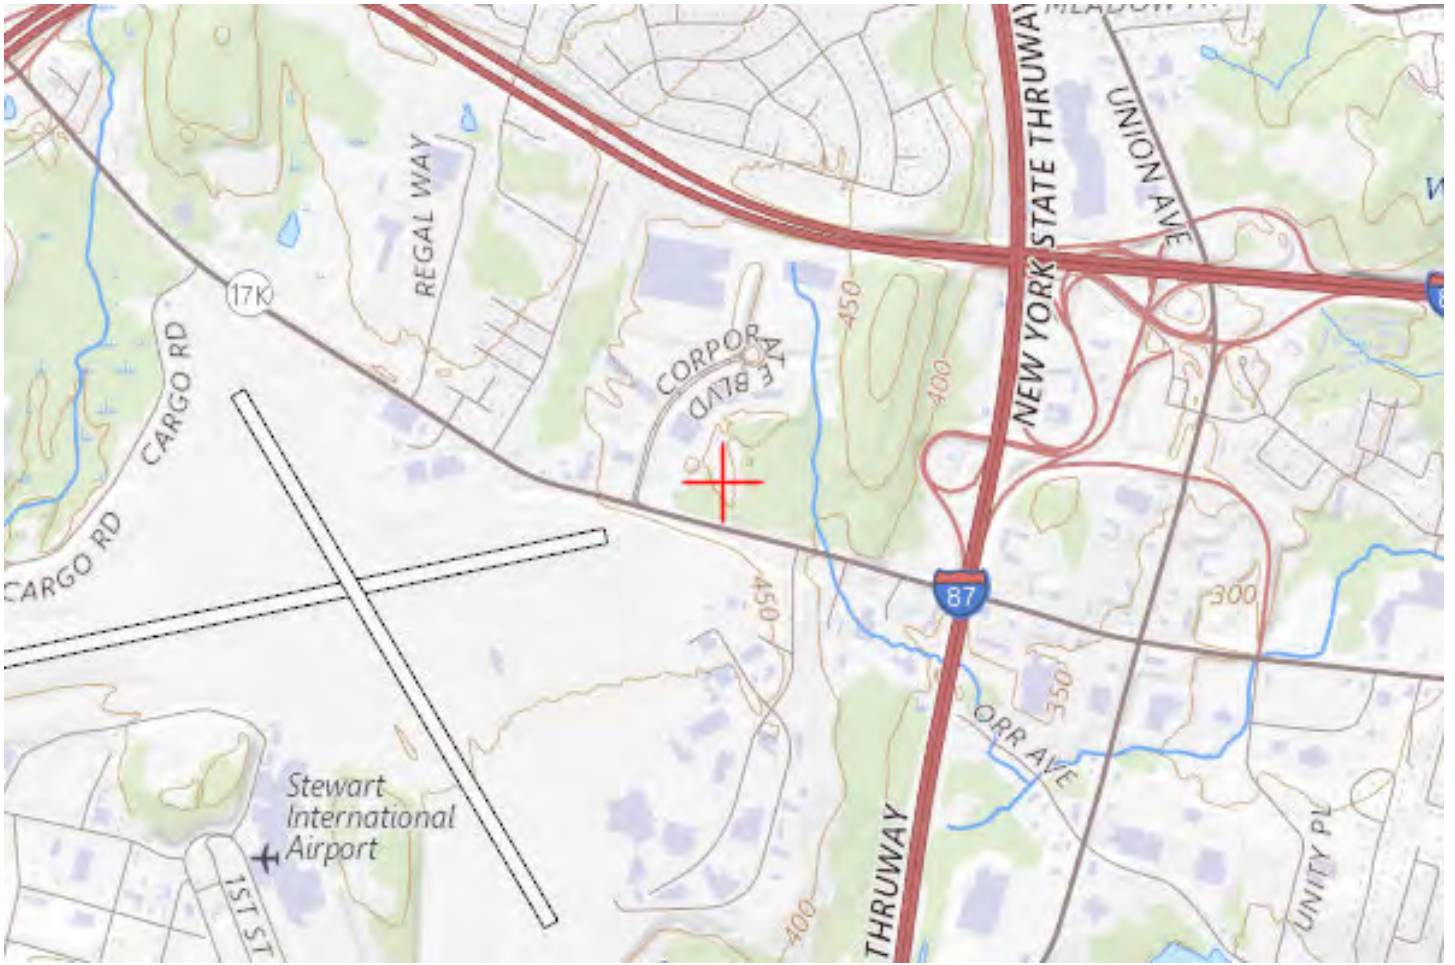 NEW YORK STATE THRUWAY
UNION AVE
REGAL WAY
17K
CARGO RD
CORPORATE BLVD
450
400
CARGO RD
87
450
300
350
ORR AVE
Stewart
International
Airport
1ST ST
THRUWAY
400
UNITY PL